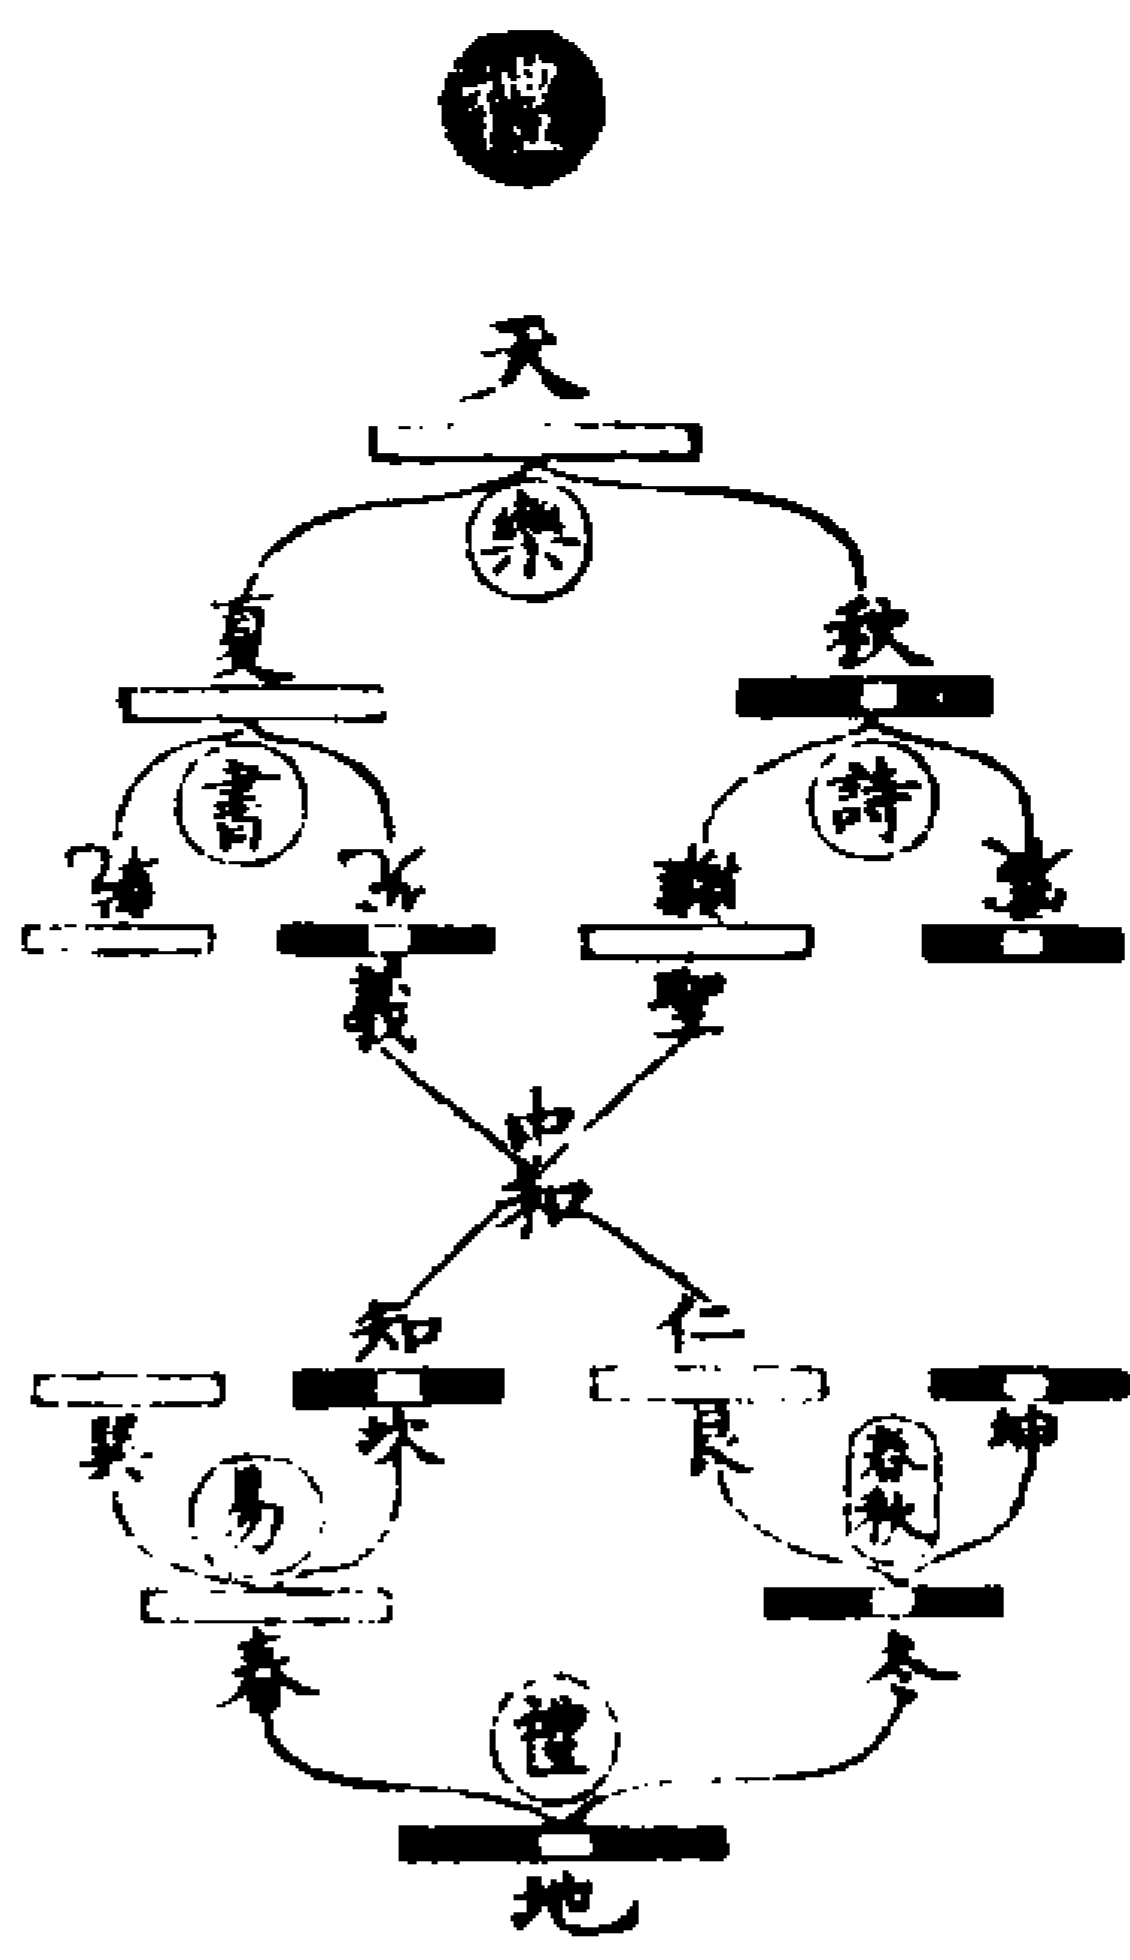 禮
天
樂
夏 秋
書 詩
義 聖
中
和
知 仁
巽 坎 艮 坤
易 春秋
春 冬
禮
地